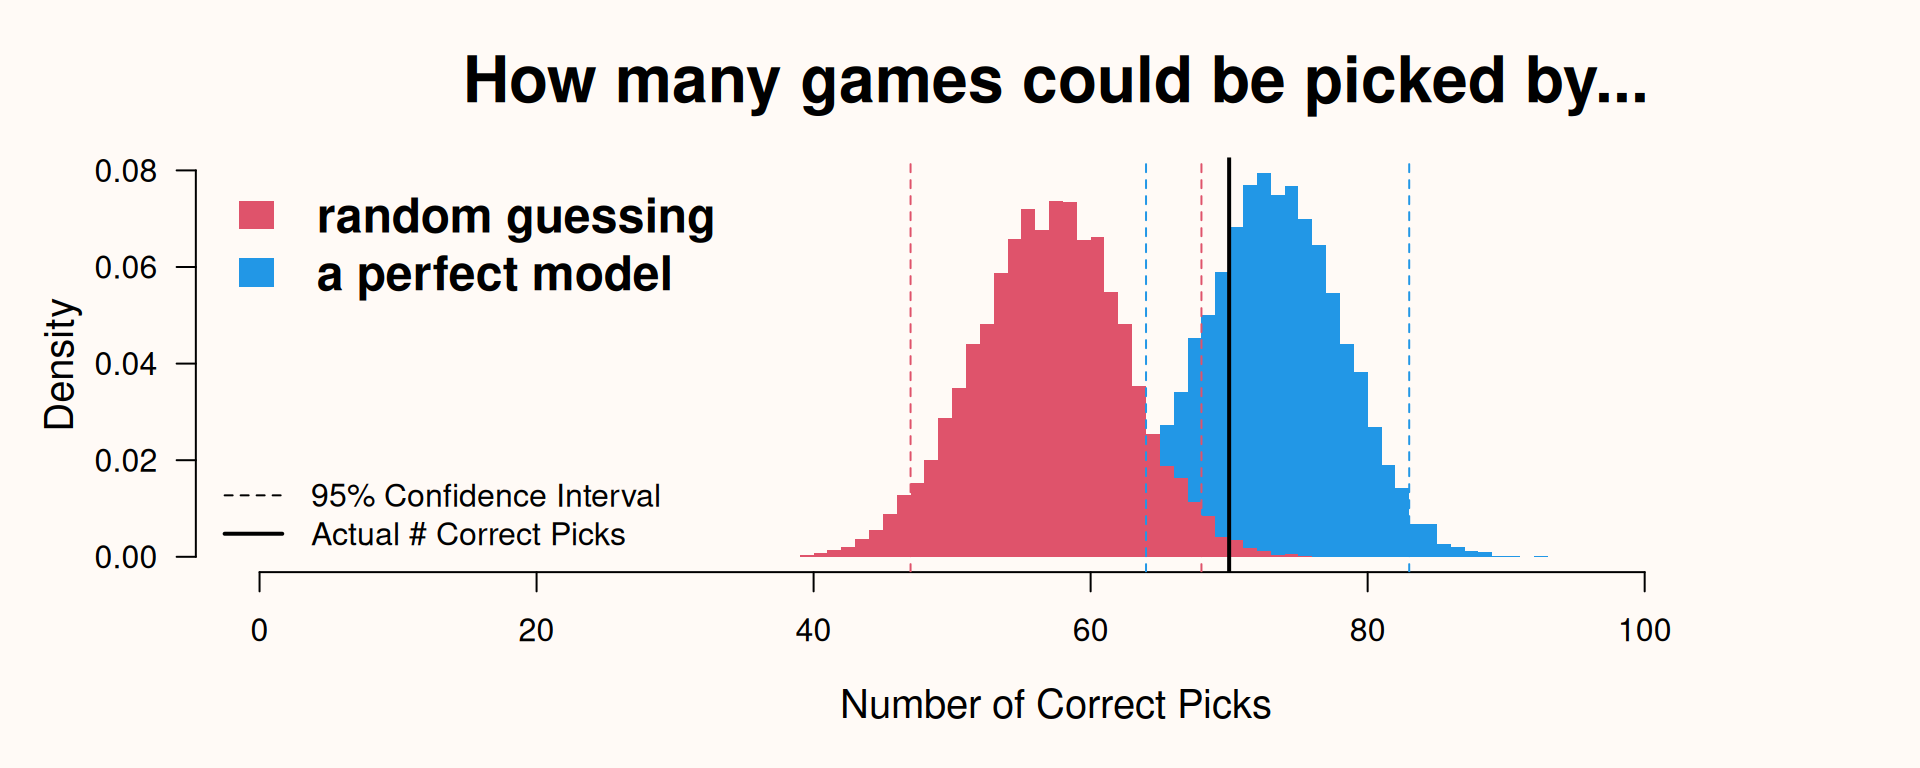 How many games could be picked by...
random guessing
a perfect model
95% Confidence Interval
Actual # Correct Picks
Density
0.08
0.06
0.04
0.02
0.00
0 20 40 60 80 100
Number of Correct Picks